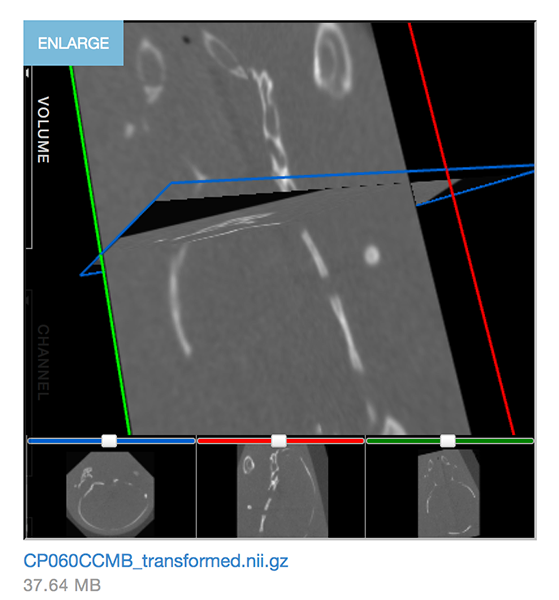 ENLARGE
VOLUME
CHANNEL
CP060CCMB_transformed.nii.gz
37.64 MB